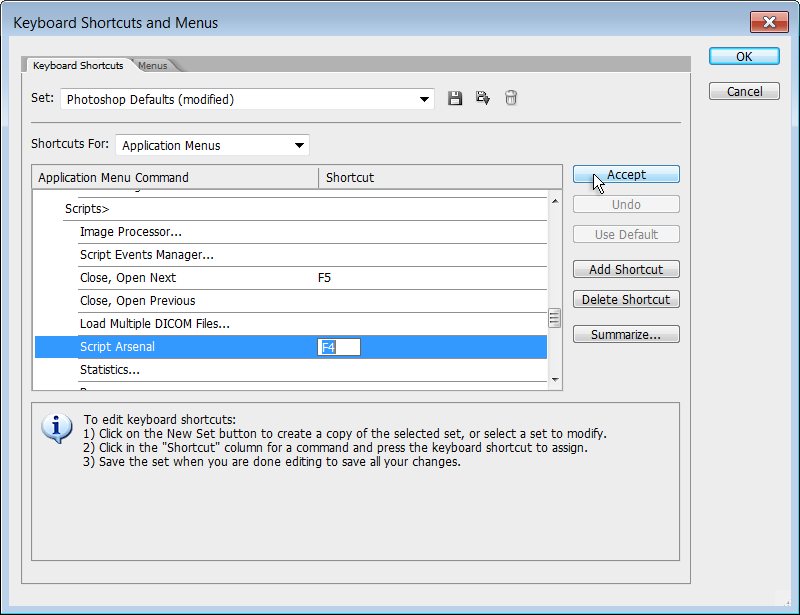 Keyboard Shortcuts and Menus
OK
Cancel
Keyboard Shortcuts
Menus
Set:
Photoshop Defaults (modified)
Shortcuts For:
Application Menus
Application Menu Command
Shortcut
Accept
Undo
Use Default
Add Shortcut
Delete Shortcut
Summarize...
Scripts>
Image Processor...
Script Events Manager...
Close, Open Next F5
Close, Open Previous
Load Multiple DICOM Files...
Script Arsenal F4
Statistics...
To edit keyboard shortcuts:
1) Click on the New Set button to create a copy of the selected set, or select a set to modify.
2) Click in the "Shortcut" column for a command and press the keyboard shortcut to assign.
3) Save the set when you are done editing to save all your changes.